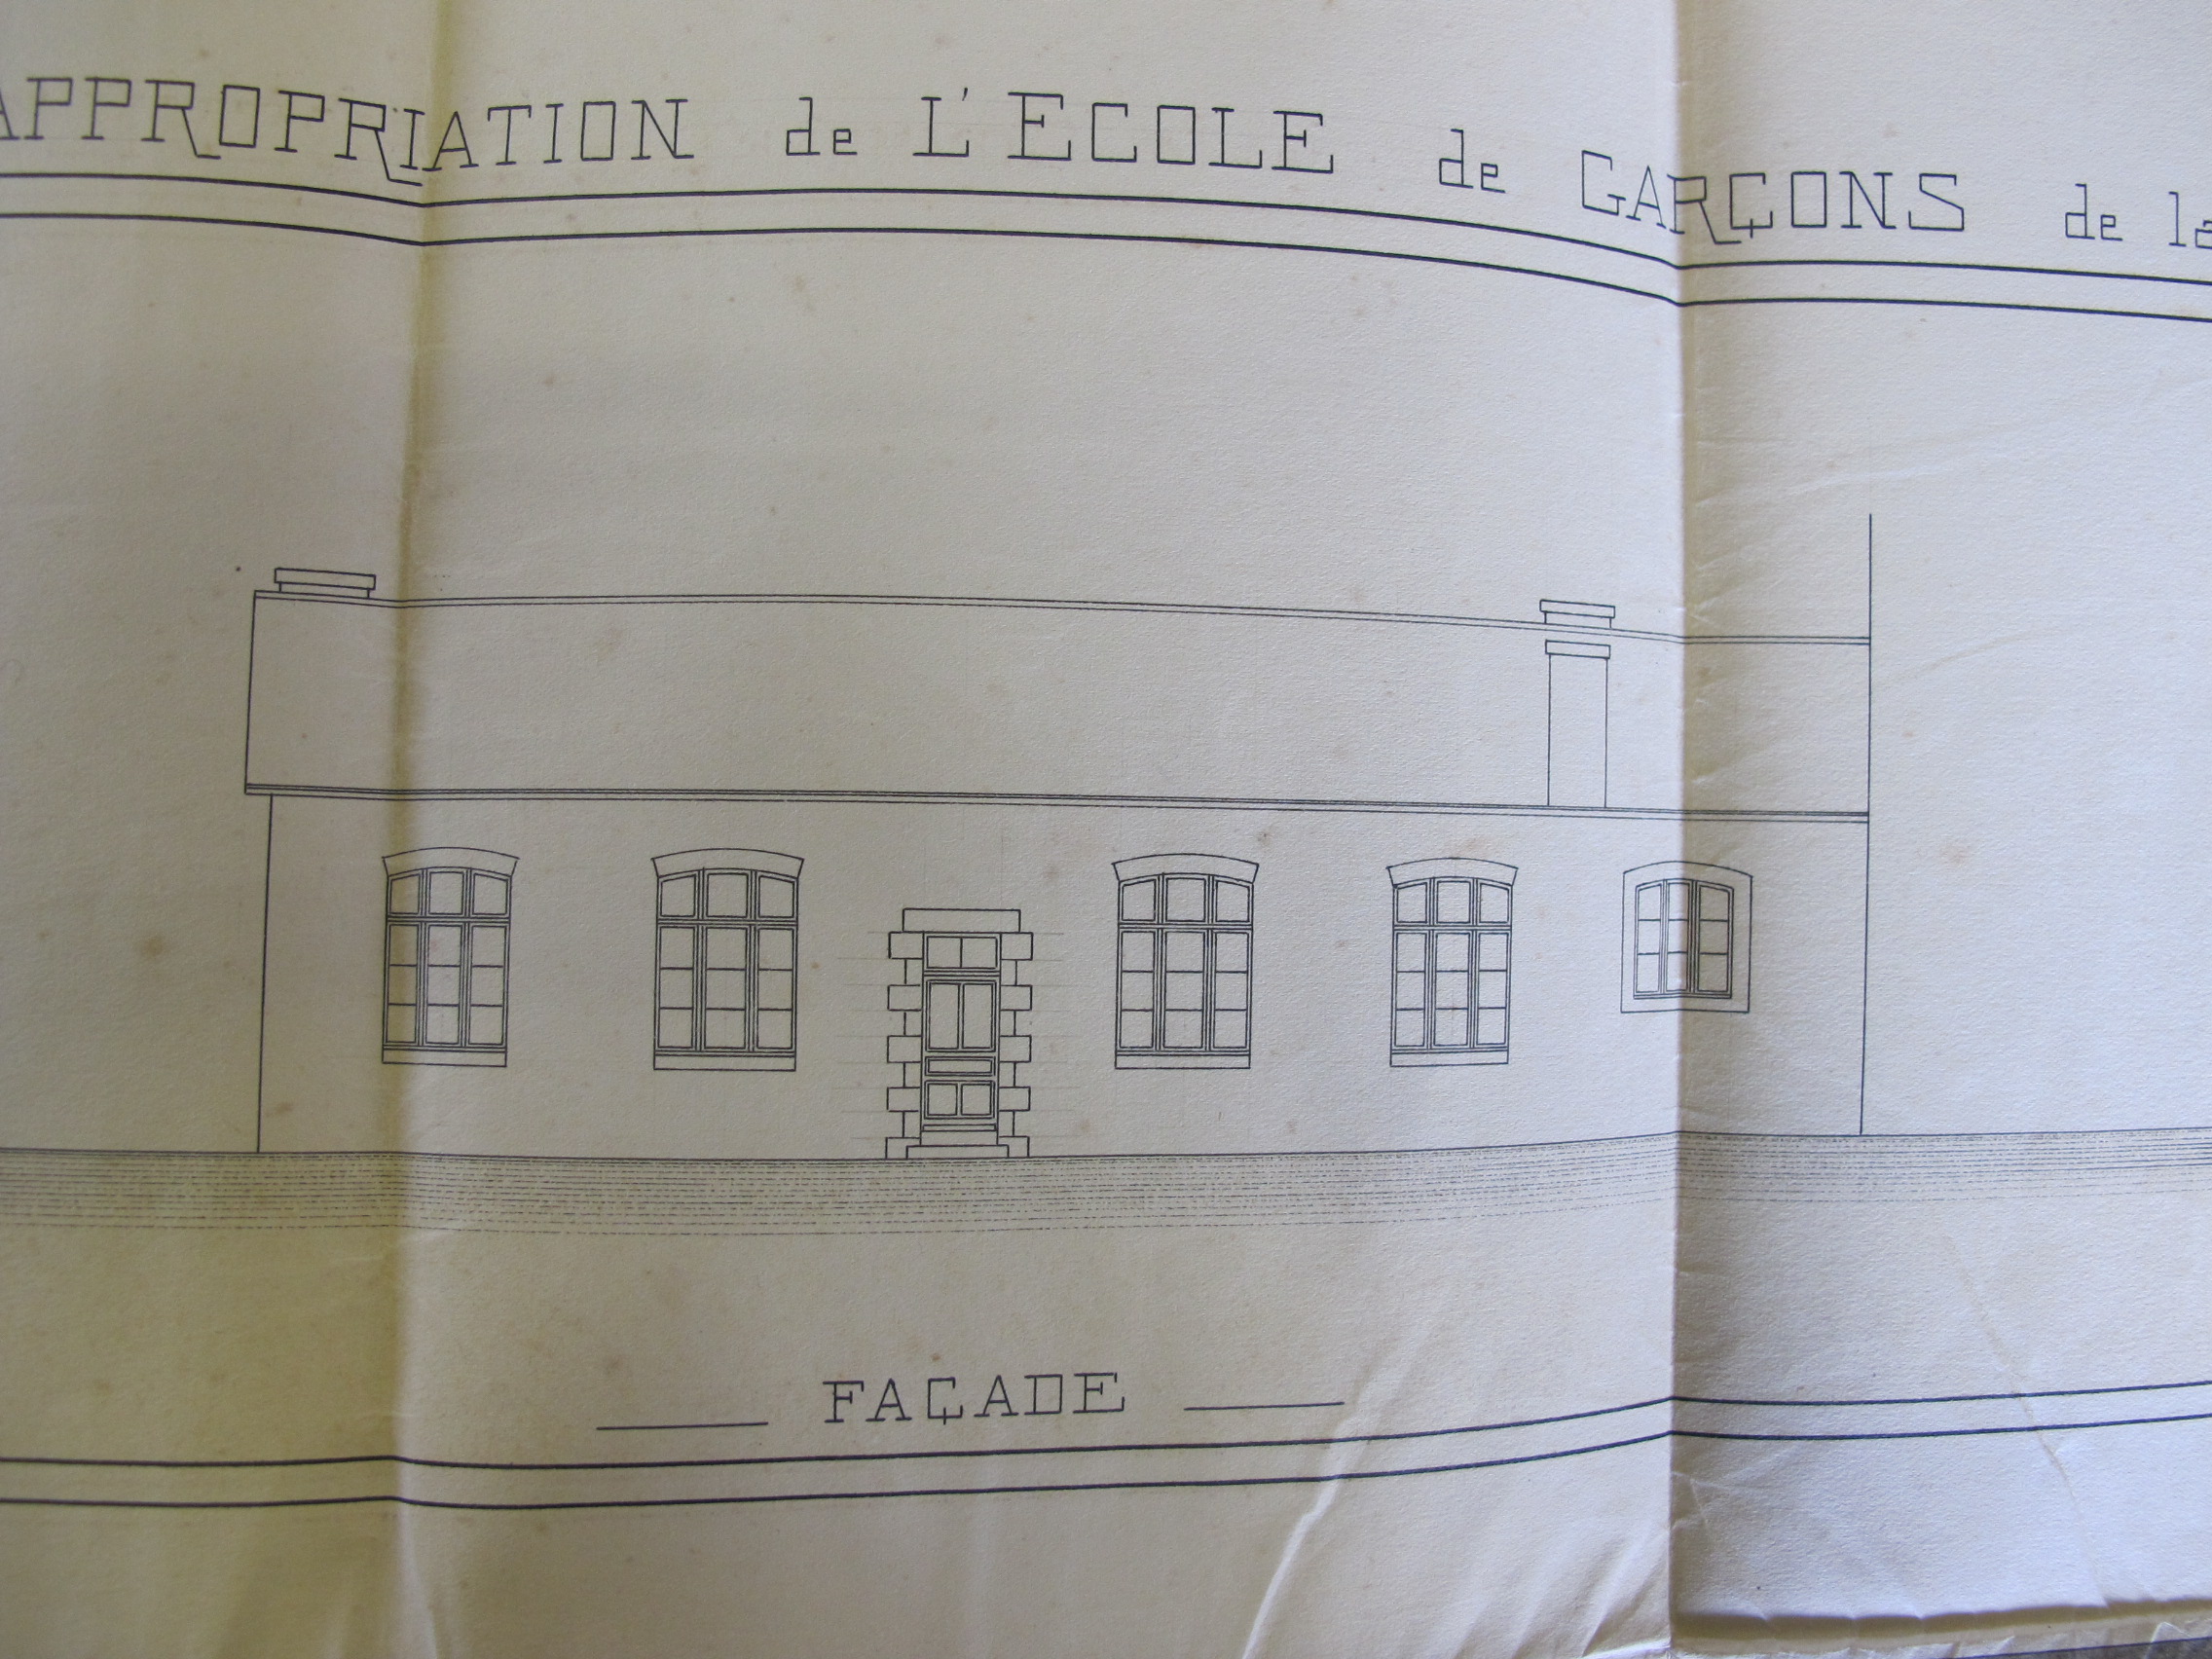 APPROPRIATION de L'ECOLE de GARÇONS de la
FAÇADE